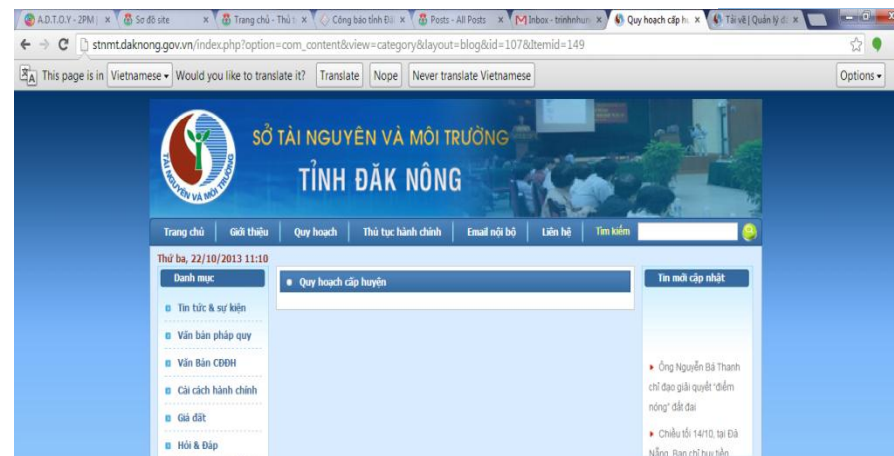 A.D.T.O.Y - 2PM |
Sơ đồ site
Trang chủ - Thủ t
Công báo tỉnh Đă
Posts - All Posts
Inbox - trinhnhun
Quy hoạch cấp hu
Tải về | Quản lý đ
stnmt.daknong.gov.vn/index.php?option=com_content&view=category&layout=blog&id=107&Itemid=149
This page is in Vietnamese Would you like to translate it? Translate Nope Never translate Vietnamese Options
SỞ TÀI NGUYÊN VÀ MÔI TRƯỜNG
TỈNH ĐĂK NÔNG
TÀI NGUYÊN VÀ MÔI TRƯỜNG
Trang chủ Giới thiệu Quy hoạch Thủ tục hành chính Email nội bộ Liên hệ Tìm kiếm
Thứ ba, 22/10/2013 11:10
Danh mục
Tin tức & sự kiện
Văn bản pháp quy
Văn Bản CĐĐH
Cải cách hành chính
Giá đất
Hỏi & Đáp
Quy hoạch cấp huyện
Tin mới cập nhật
Ông Nguyễn Bá Thanh
chỉ đạo giải quyết "điểm
nóng" đất đai
Chiều tối 14/10, tại Đà
Nẵng, Ban chỉ huy tiền